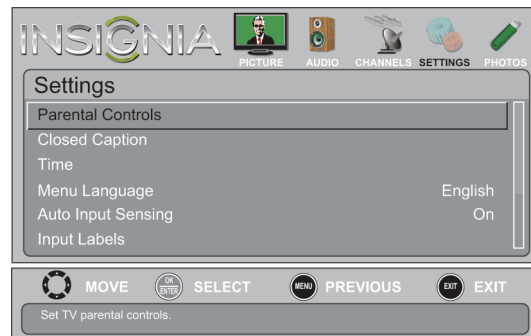 INSIGNIA
PICTURE AUDIO CHANNELS SETTINGS PHOTOS
Settings
Parental Controls
Closed Caption
Time
Menu Language English
Auto Input Sensing On
Input Labels
MOVE OK ENTER SELECT MENU PREVIOUS EXIT EXIT
Set TV parental controls.